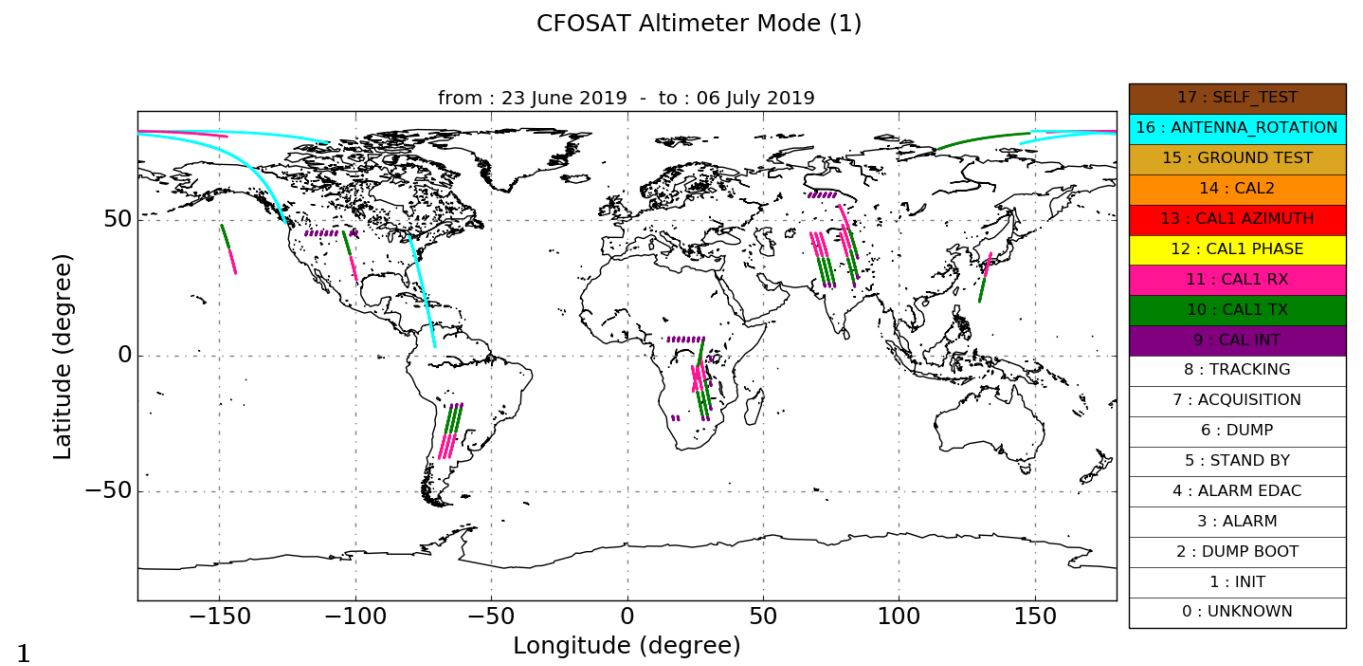 CFOSAT Altimeter Mode (1)
from : 23 June 2019 - to : 06 July 2019
17 : SELF_TEST
16 : ANTENNA_ROTATION
15 : GROUND TEST
14 : CAL2
13 : CAL1 AZIMUTH
12 : CAL1 PHASE
11 : CAL1 RX
10 : CAL1 TX
9 : CAL INT
8 : TRACKING
7 : ACQUISITION
6 : DUMP
5 : STAND BY
4 : ALARM EDAC
3 : ALARM
2 : DUMP BOOT
1 : INIT
0 : UNKNOWN
Latitude (degree)
50
0
−50
−150 −100 −50 0 50 100 150
Longitude (degree)
1